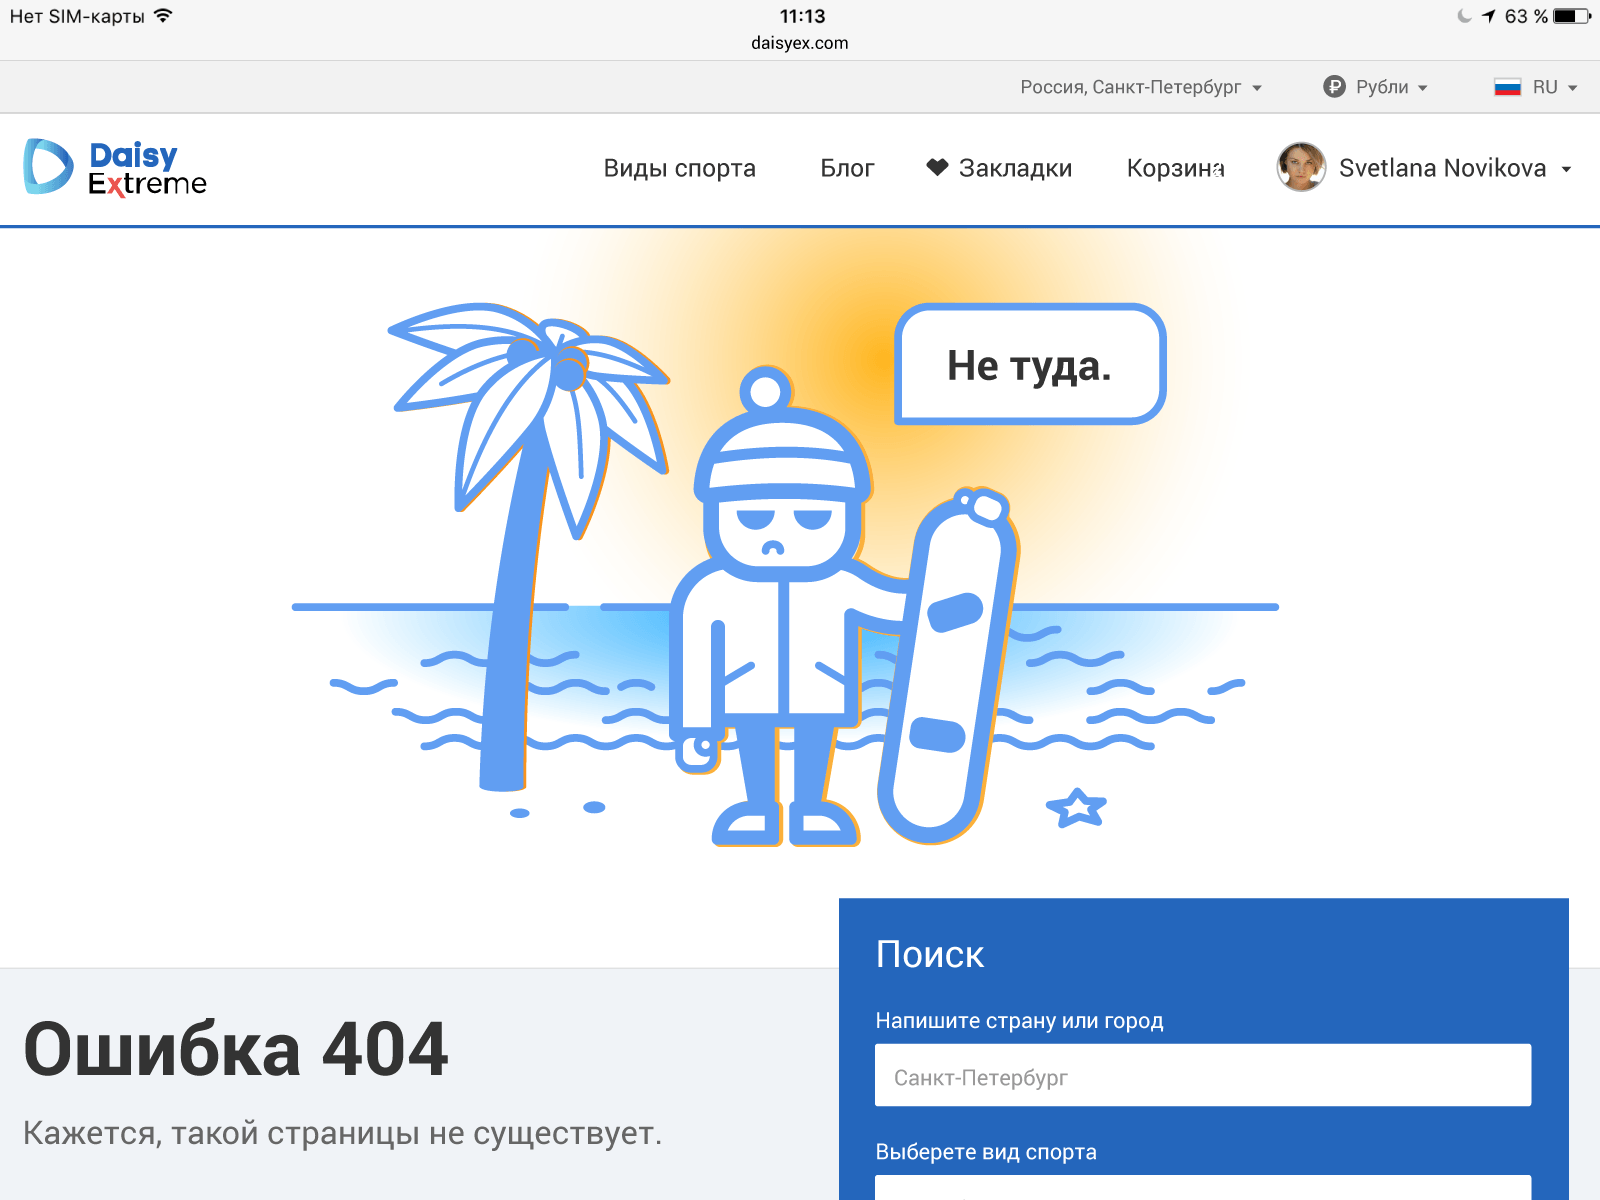 Нет SIM-карты
11:13
63 %
daisyex.com
Россия, Санкт-Петербург
Рубли
RU
Daisy
Extreme
Виды спорта
Блог
Закладки
Корзина
Svetlana Novikova
Не туда.
Поиск
Ошибка 404
Напишите страну или город
Санкт-Петербург
Кажется, такой страницы не существует.
Выберете вид спорта